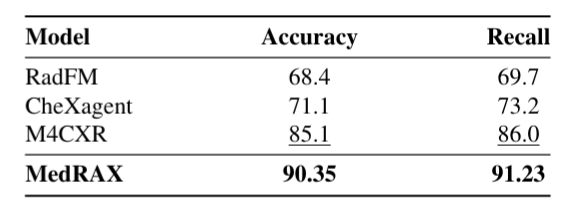 Model Accuracy Recall
RadFM 68.4 69.7
CheXagent 71.1 73.2
M4CXR 85.1 86.0
MedRAX 90.35 91.23